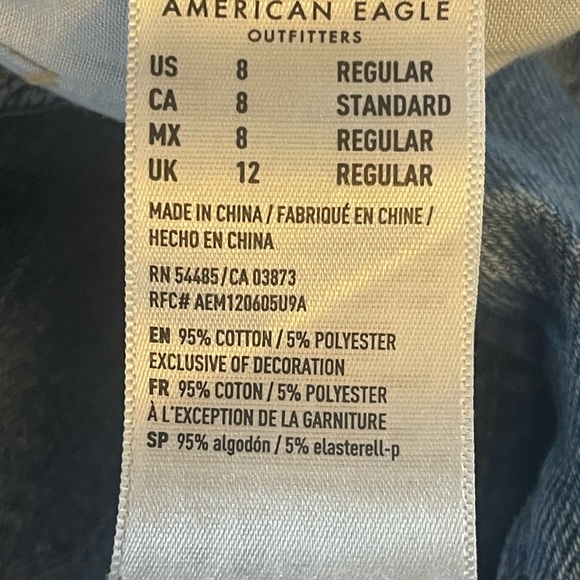 AMERICAN EAGLE
OUTFITTERS
US 8 REGULAR
CA 8 STANDARD
MX 8 REGULAR
UK 12 REGULAR
MADE IN CHINA / FABRIQUÉ EN CHINE /
HECHO EN CHINA
RN 54485/CA 03873
RFC# AEM120605U9A
EN 95% COTTON / 5% POLYESTER
EXCLUSIVE OF DECORATION
FR 95% COTON / 5% POLYESTER
À L'EXCEPTION DE LA GARNITURE
SP 95% algodón / 5% elasterell-p